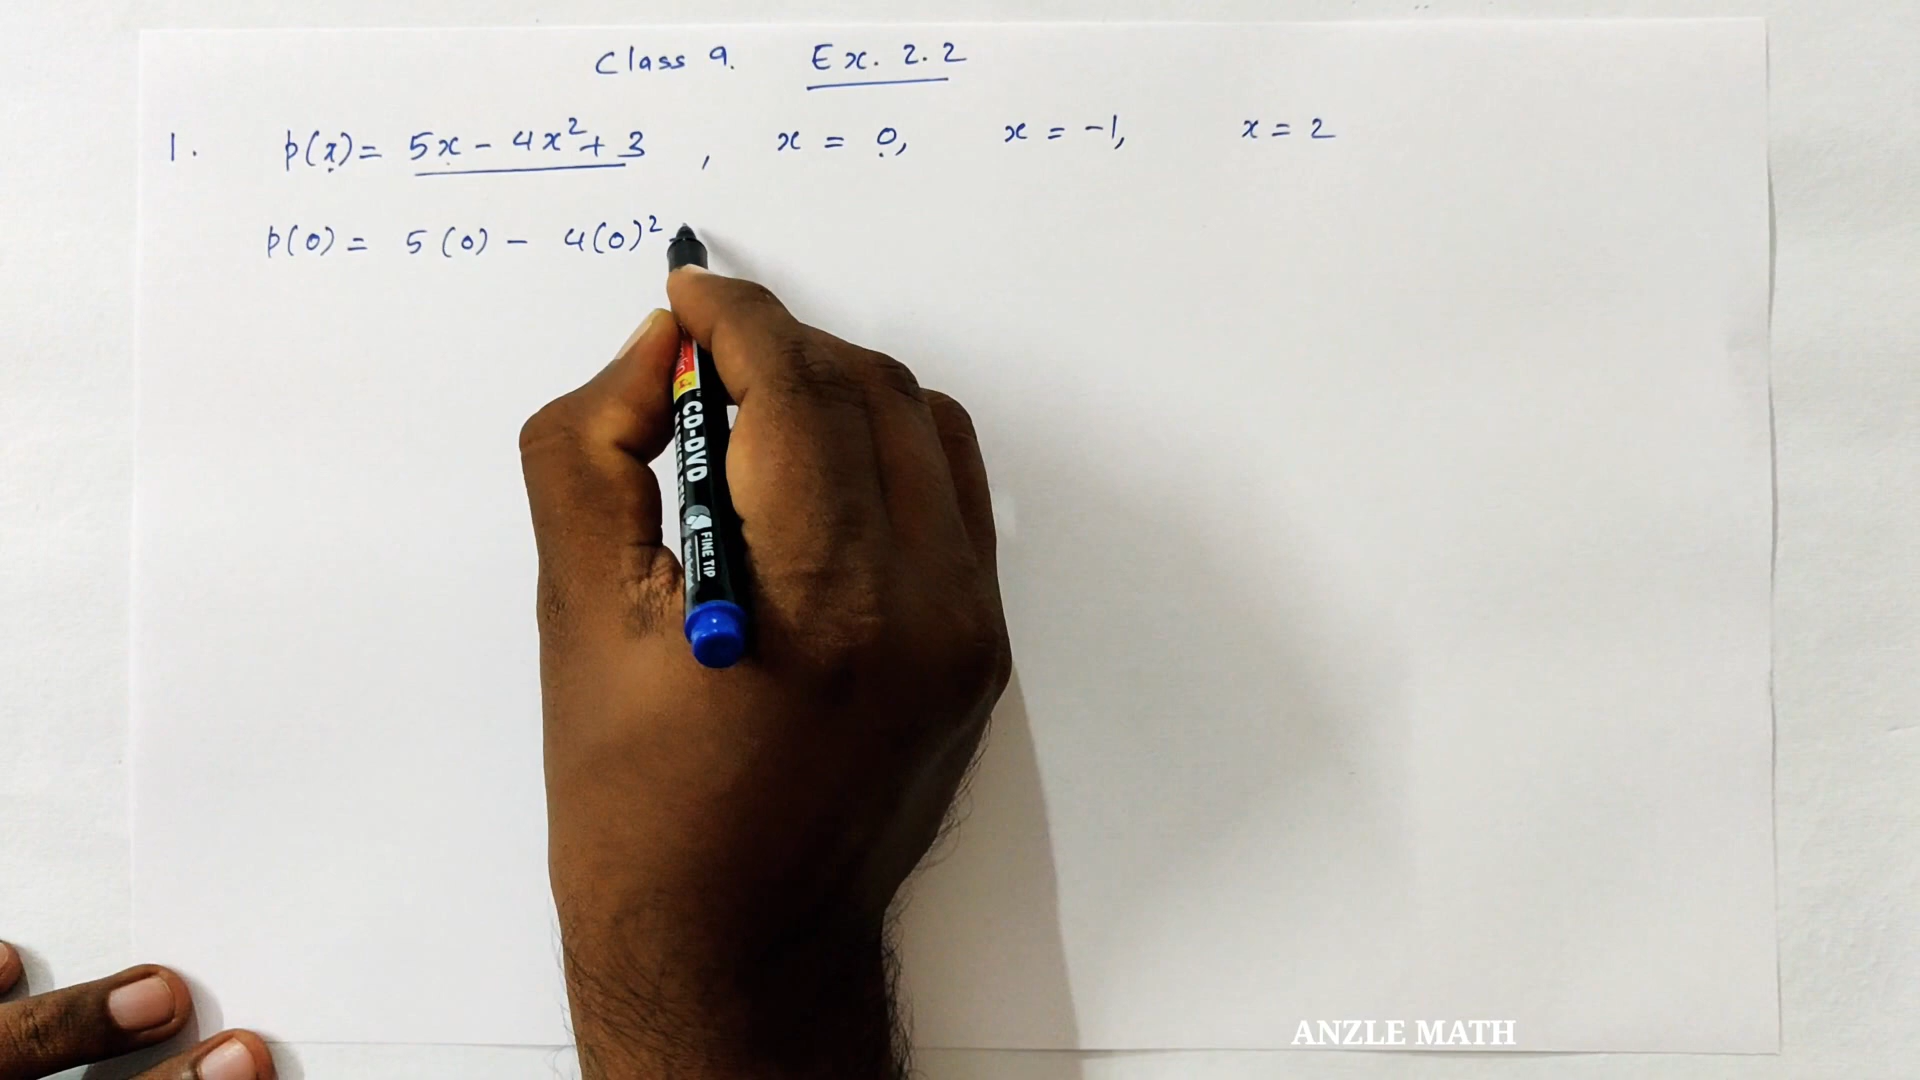 Class 9. Ex. 2.2
1. p(x) = 5x - 4x² + 3 , x = 0, x = -1, x = 2
p(0) = 5(0) - 4(0)²
CD-DVD
FINE TIP
ANZLE MATH